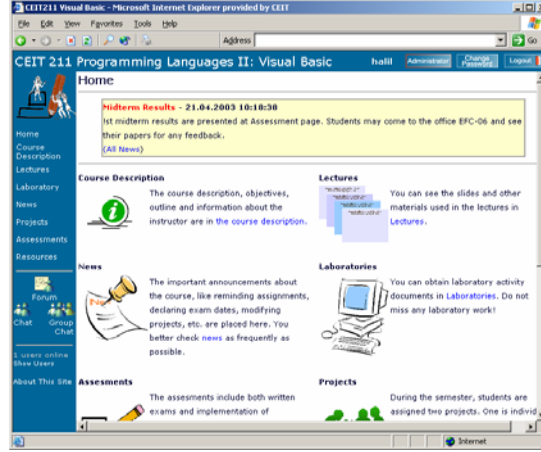 CEIT211 Visual Basic - Microsoft Internet Explorer provided by CEIT
File Edit View Favorites Tools Help
Address Go
CEIT 211 Programming Languages II: Visual Basic halil Administrator Change Password Logout
Home
Midterm Results - 21.04.2003 10:18:38
Ist midterm results are presented at Assessment page. Students may come to the office EFC-06 and see
their papers for any feedback.
(All News)
Home
Course
Description
Lectures
Laboratory
News
Projects
Assessments
Resources
Forum
Chat Group
Chat
1 users online
Show Users
About This Site
Course Description
The course description, objectives,
outline and information about the
instructor are in the course description.
Lectures
You can see the slides and other
materials used in the lectures in
Lectures.
News
The important announcements about
the course, like reminding assignments,
declaring exam dates, modifying
projects, etc. are placed here. You
better check news as frequently as
possible.
Laboratories
You can obtain laboratory activity
documents in Laboratories. Do not
miss any laboratory work!
Assesments
The assesments include both written
exams and implementation of
Projects
During the semester, students are
assigned two projects. One is individ
Internet